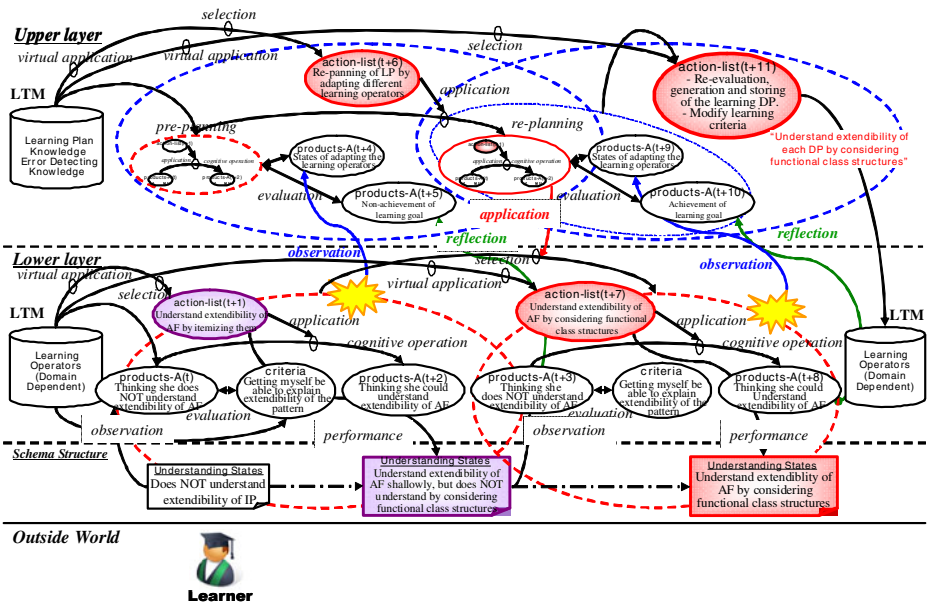 selection
Upper layer
virtual application
virtual application
selection
LTM
action-list(t+6)
Re-panning of LP by
adapting different
learning operators
application
action-list(t+11)
- Re-evaluation,
generation and
storing of the
learning DP.
- Modify learning
criteria
Learning Plan
Knowledge
Error Detecting
Knowledge
pre-planning
application
cognitive operation
products-A(t+4)
States of adapting the
learning operators
evaluation
products-A(t+5)
Non-achievement of
learning goal
re-planning
application
cognitive operation
products-A(t+9)
States of adapting the
learning operators
evaluation
products-A(t+10)
Achievement of
learning goal
"Understand extendibility of
each DP by considering
functional class structures"
application
reflection
reflection
observation
observation
Lower layer
virtual application
selection
selection
virtual application
LTM
action-list(t+1)
Understand extendibility of
AF by itemizing them
application
cognitive operation
action-list(t+7)
Understand extendibility of
AF by considering functional
class structures
application
cognitive operation
LTM
Learning
Operators
(Domain
Dependent)
products-A(t)
Thinking she does
NOT understand
extendibility of AF
evaluation
criteria
Getting myself be
able to explain
extendibility of the
pattern
products-A(t+2)
Thinking she could
understand
extendibility of AF
products-A(t+3)
Thinking she
does NOT understand
extendibility of AF
evaluation
criteria
Getting myself be
able to explain
extendibility of the
pattern
products-A(t+8)
Thinking she could
Understand
extendibility of AF
Learning
Operators
(Domain
Dependent)
observation
performance
observation
performance
Schema Structure
Understanding States
Does NOT understand
extendibility of IP
Understanding States
Understand extendibility of
AF shallowly, but does NOT
understand by considering
functional class structures
Understanding States
Understand extendiblity of
AF by considering
functional class structures
Outside World
Learner